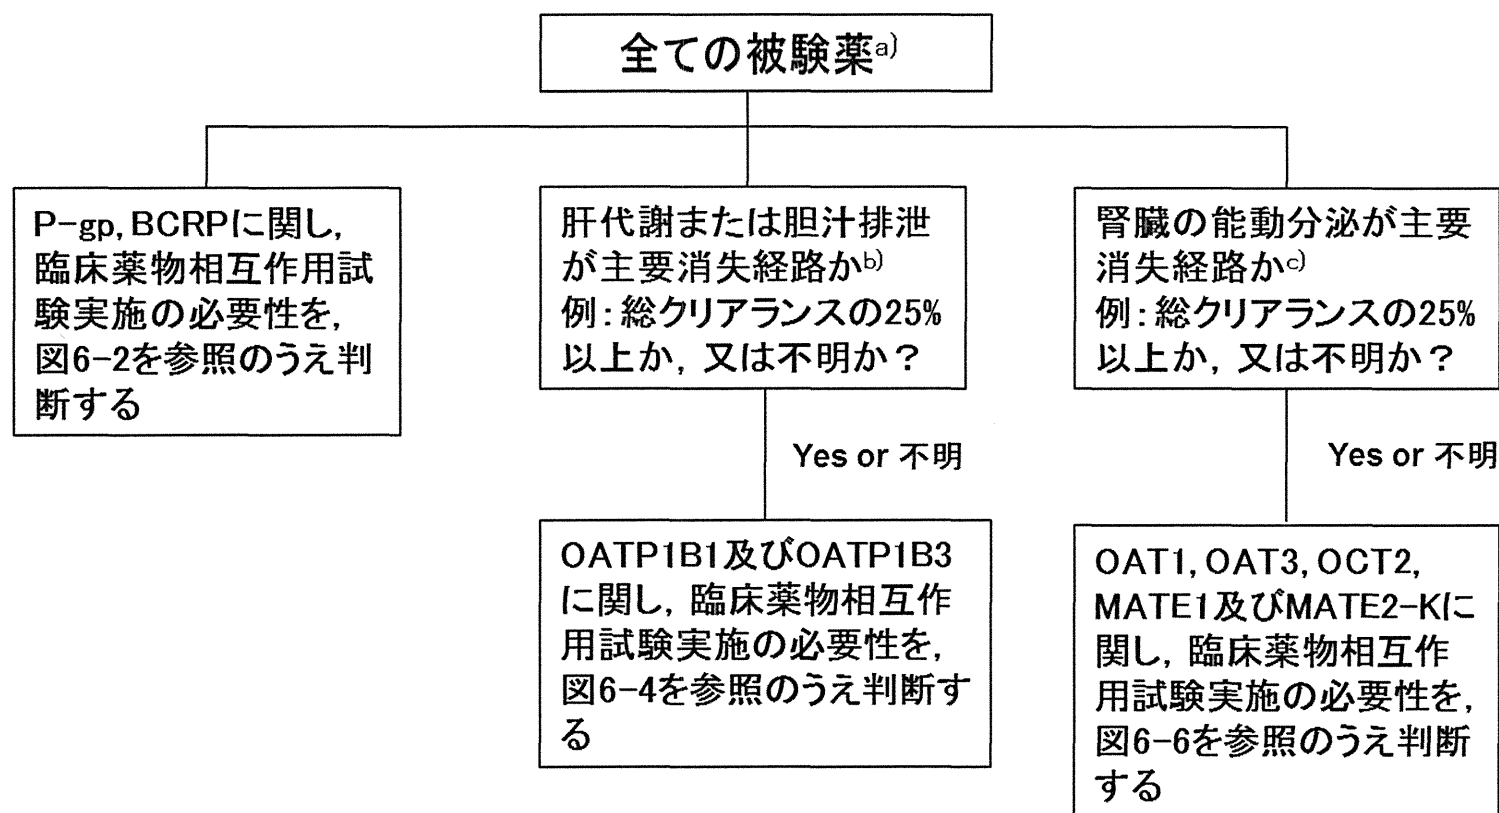 全ての被験薬a)
P-gp, BCRPに関し,
臨床薬物相互作用試
験実施の必要性を,
図6-2を参照のうえ判
断する
肝代謝または胆汁排泄
が主要消失経路かb)
例：総クリアランスの25%
以上か, 又は不明か？
腎臓の能動分泌が主要
消失経路かc)
例：総クリアランスの25%
以上か, 又は不明か？
Yes or 不明
Yes or 不明
OATP1B1及びOATP1B3
に関し, 臨床薬物相互作
用試験実施の必要性を,
図6-4を参照のうえ判断す
る
OAT1, OAT3, OCT2,
MATE1及びMATE2-Kに
関し, 臨床薬物相互作
用試験実施の必要性を,
図6-6を参照のうえ判断
する